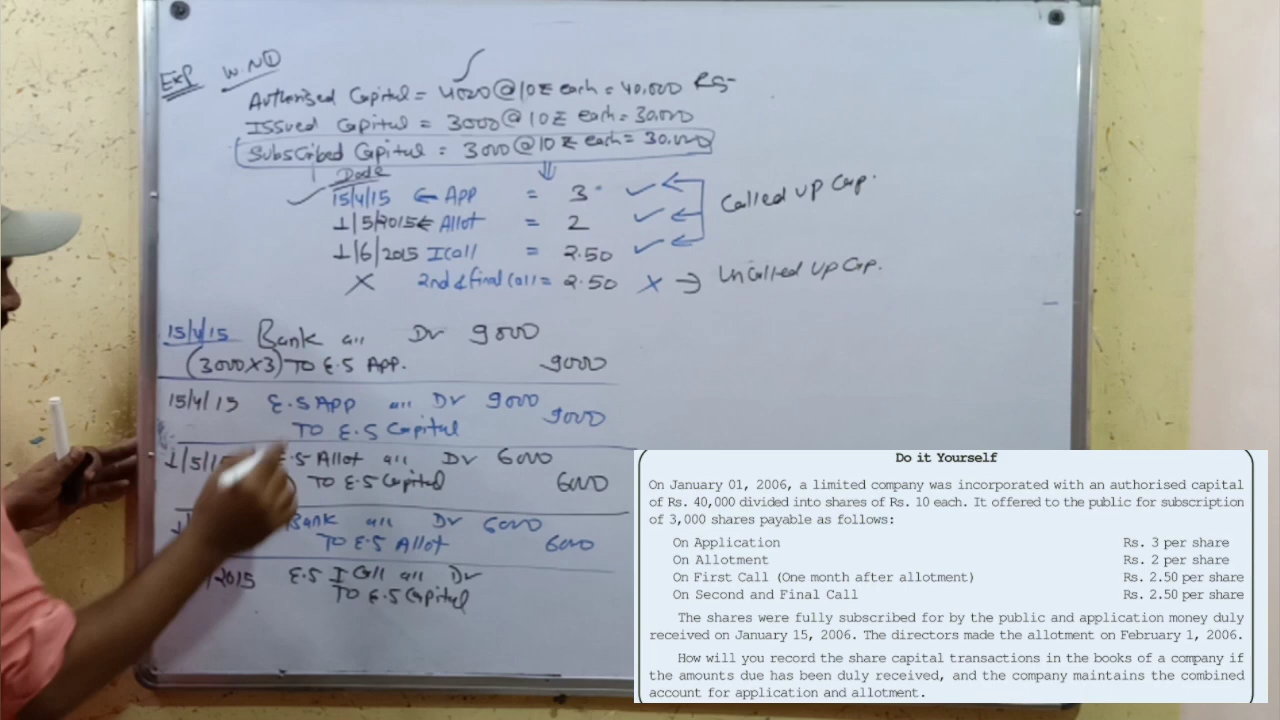 Exp W.N①
Authorised Capital = 4000@10₹ each = 40,000 RS
Issued Capital = 3000@10₹ each = 30,000
Subscribed Capital = 3000@10₹ each = 30,000
Date
15/4/15 ← App = 3
1/5/2015 ← Allot = 2
1/6/2015 I Call = 2.50
2nd & final Call = 2.50
Called up Cap.
X → Uncalled up Cap.
15/4/15 Bank a/c Dr 9000
(3000×3) TO E.S App. 9000
15/4/15 E.S App a/c Dr 9000
TO E.S Capital 9000
1/5/15 E.S Allot a/c Dr 6000
TO E.S Capital 6000
Bank a/c Dr 6000
TO E.S Allot 6000
/2015 E.S I Call a/c Dr
TO E.S Capital
Do it Yourself
On January 01, 2006, a limited company was incorporated with an authorised capital
of Rs. 40,000 divided into shares of Rs. 10 each. It offered to the public for subscription
of 3,000 shares payable as follows:
On Application Rs. 3 per share
On Allotment Rs. 2 per share
On First Call (One month after allotment) Rs. 2.50 per share
On Second and Final Call Rs. 2.50 per share
The shares were fully subscribed for by the public and application money duly
received on January 15, 2006. The directors made the allotment on February 1, 2006.
How will you record the share capital transactions in the books of a company if
the amounts due has been duly received, and the company maintains the combined
account for application and allotment.